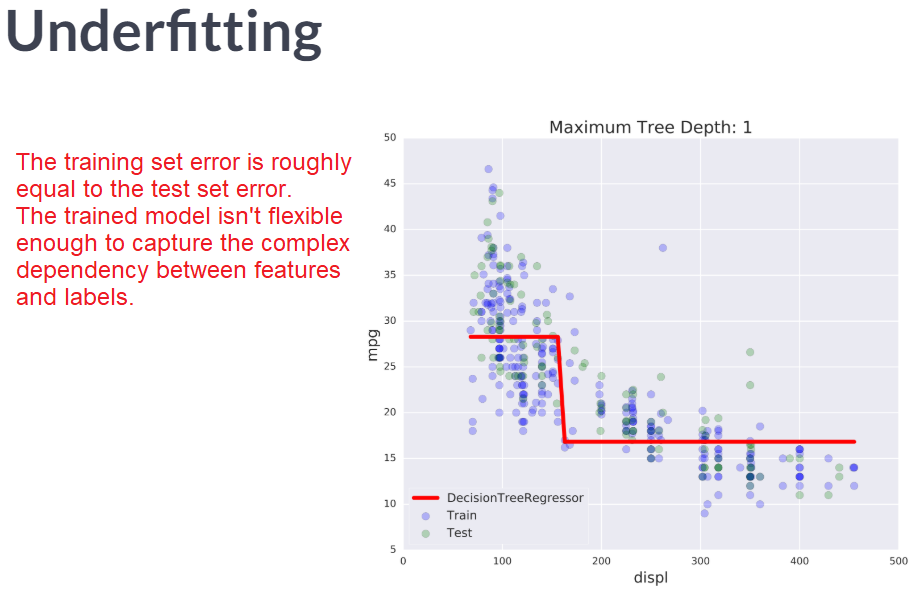 Underfitting
The training set error is roughly
equal to the test set error.
The trained model isn't flexible
enough to capture the complex
dependency between features
and labels.
Maximum Tree Depth: 1
50
45
40
35
30
25
20
15
10
5
mpg
DecisionTreeRegressor
Train
Test
0
100
200
300
400
500
displ